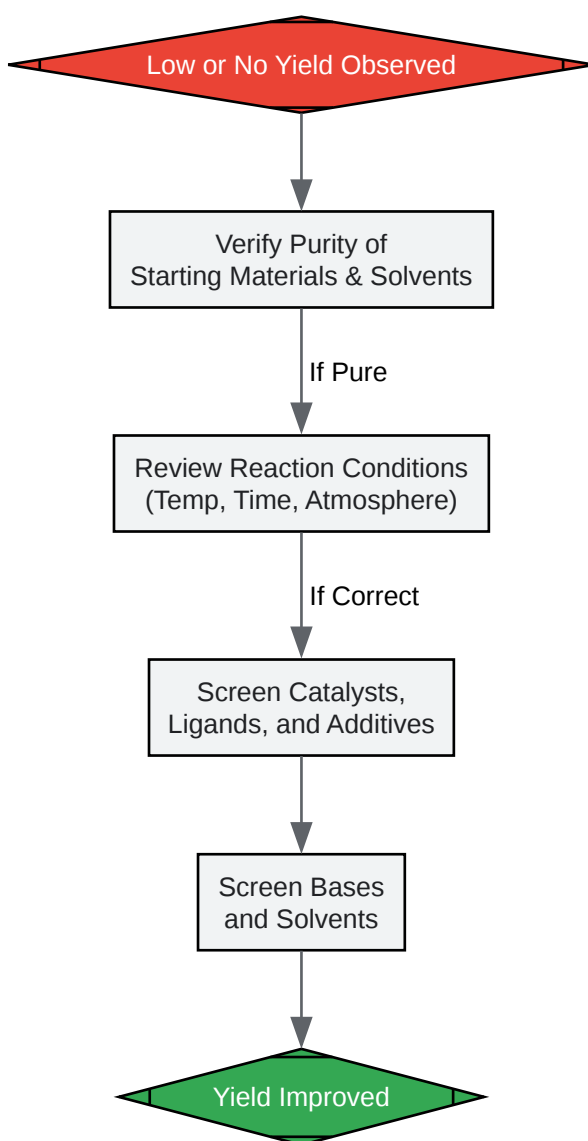 Low or No Yield Observed
Verify Purity of
Starting Materials & Solvents
If Pure
Review Reaction Conditions
(Temp, Time, Atmosphere)
If Correct
Screen Catalysts,
Ligands, and Additives
Screen Bases
and Solvents
Yield Improved